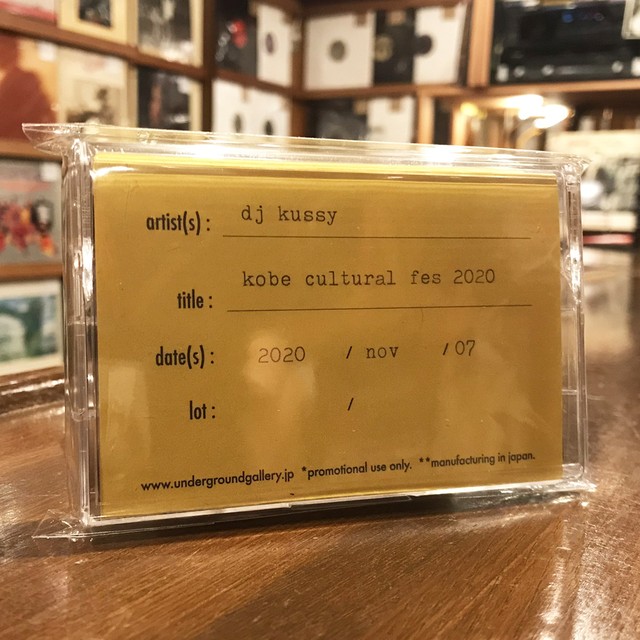 artist(s) : dj kussy
title : kobe cultural fes 2020
date(s) : 2020 / nov / 07
lot : /
www.undergroundgallery.jp *promotional use only. **manufacturing in japan.